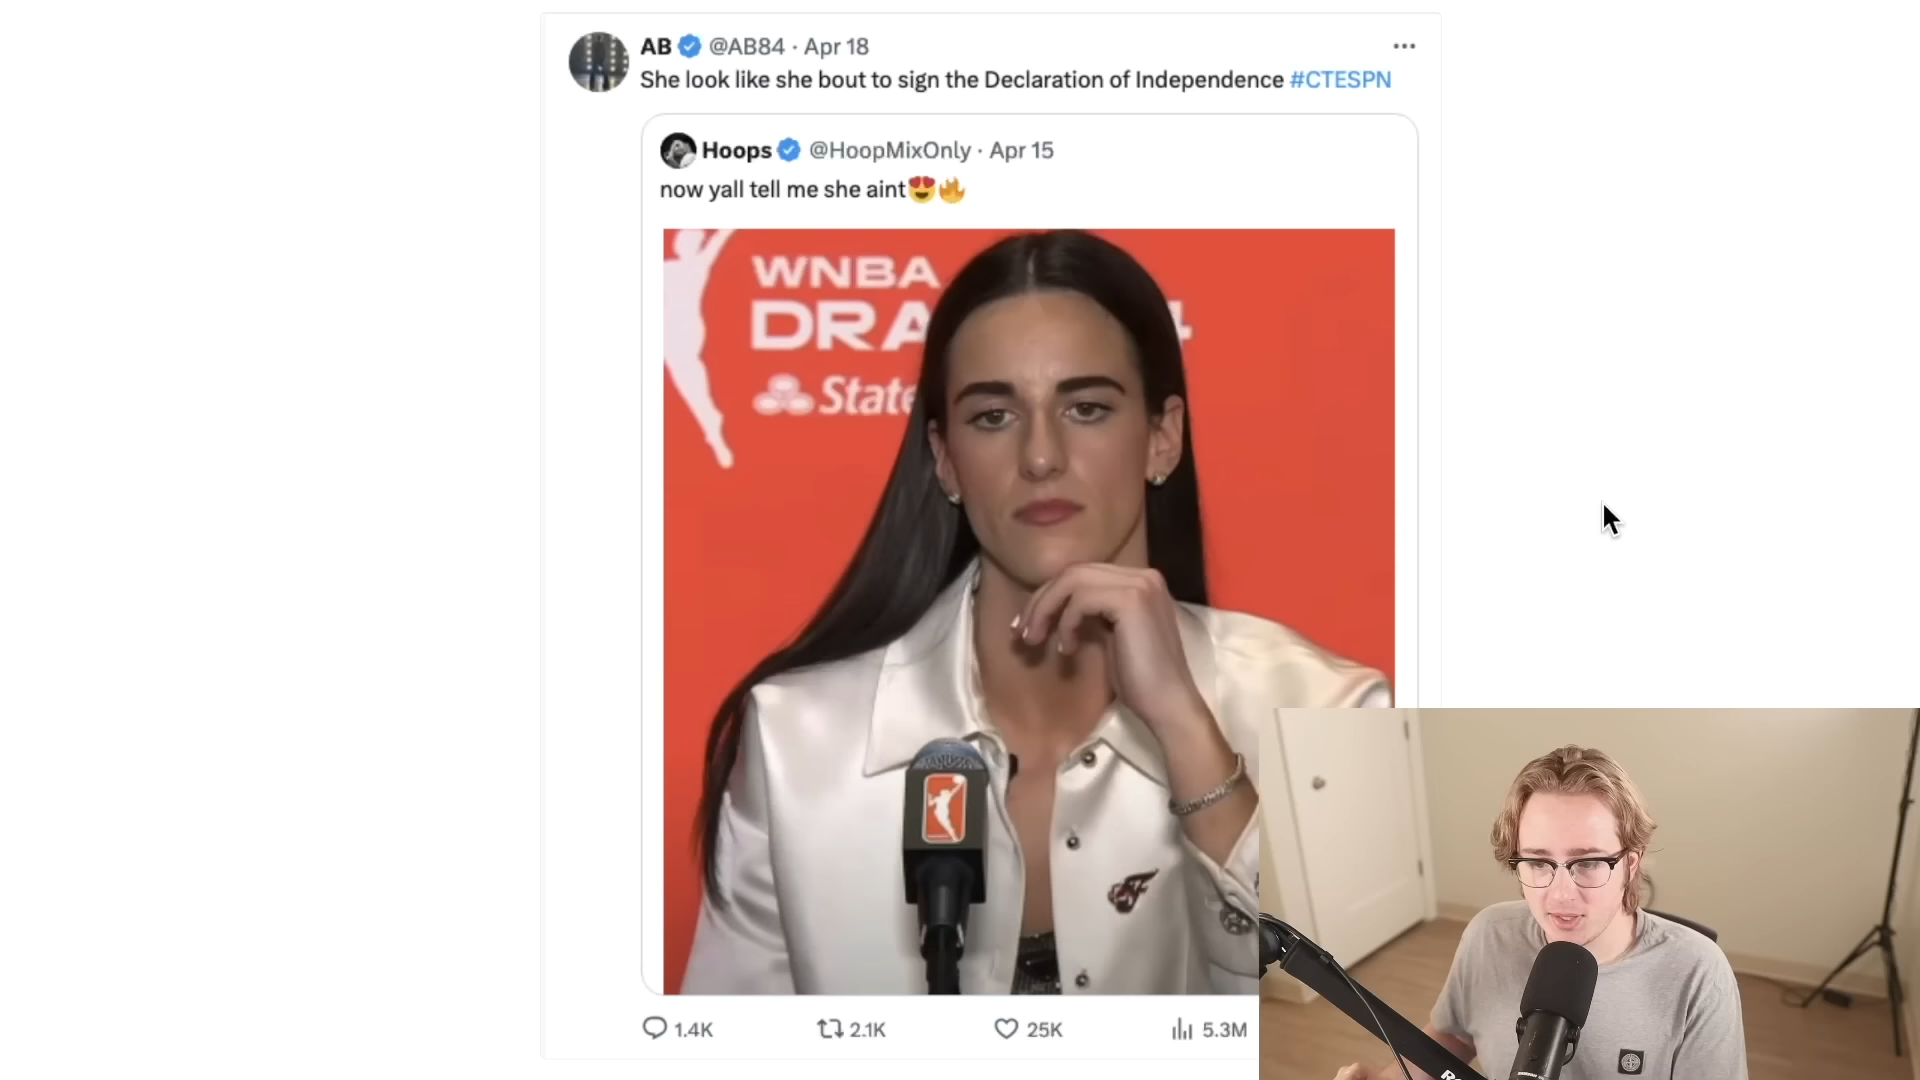 AB @AB84 · Apr 18
She look like she bout to sign the Declaration of Independence #CTESPN
Hoops @HoopMixOnly · Apr 15
now yall tell me she aint😍🔥
WNBA
DRA 4
State
1.4K 2.1K 25K 5.3M